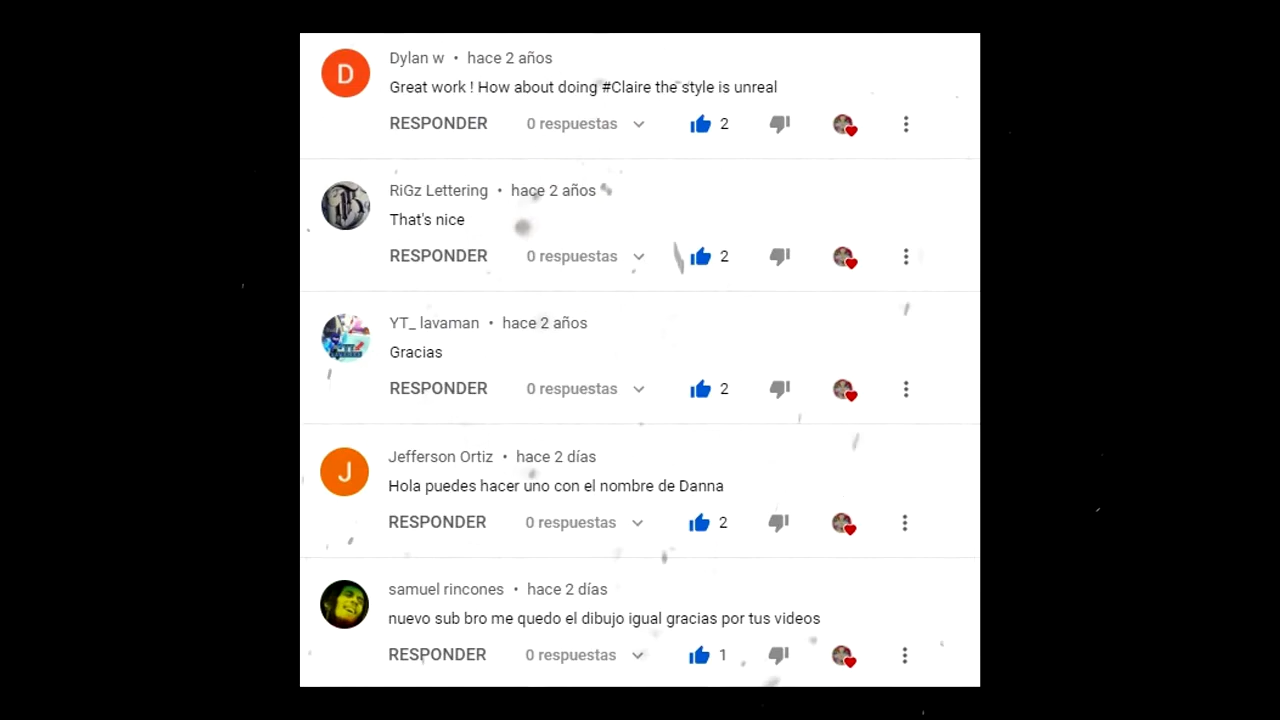 D
Dylan w • hace 2 años
Great work ! How about doing #Claire the style is unreal
RESPONDER 0 respuestas 2
RiGz Lettering • hace 2 años
That's nice
RESPONDER 0 respuestas 2
YT_ lavaman • hace 2 años
Gracias
RESPONDER 0 respuestas 2
J
Jefferson Ortiz • hace 2 días
Hola puedes hacer uno con el nombre de Danna
RESPONDER 0 respuestas 2
samuel rincones • hace 2 días
nuevo sub bro me quedo el dibujo igual gracias por tus videos
RESPONDER 0 respuestas 1